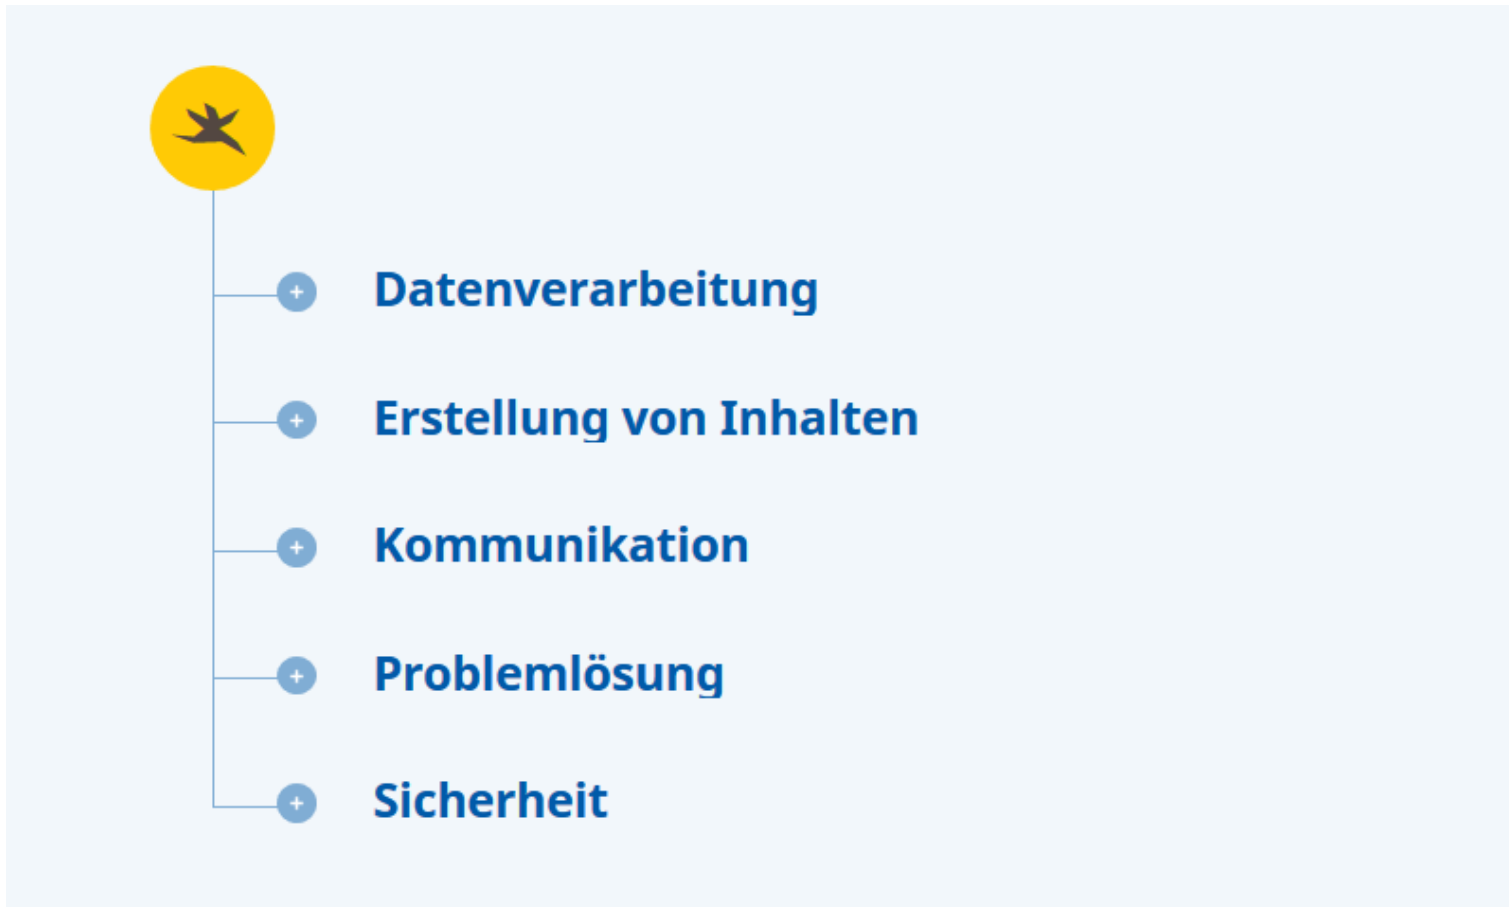 Datenverarbeitung
Erstellung von Inhalten
Kommunikation
Problemlösung
Sicherheit